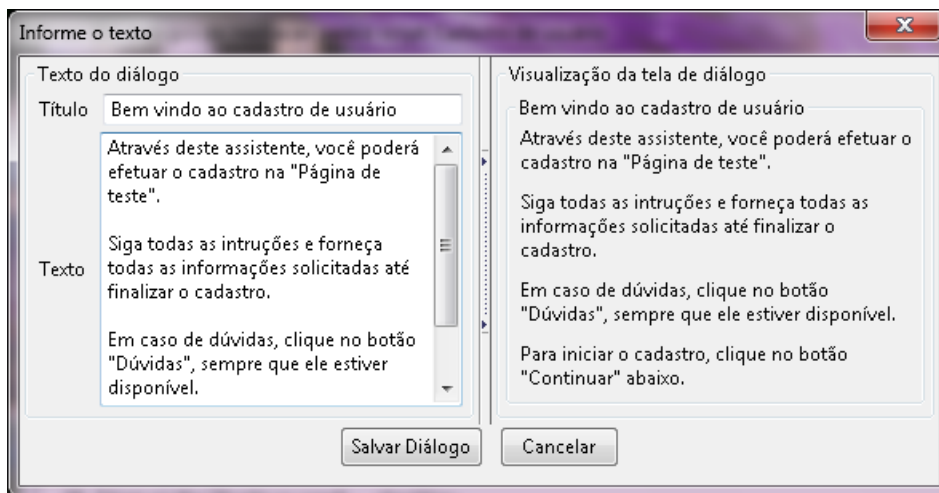 Informe o texto
X
Texto do diálogo
Título
Bem vindo ao cadastro de usuário
Texto
Através deste assistente, você poderá
efetuar o cadastro na "Página de
teste".
Siga todas as intruções e forneça
todas as informações solicitadas até
finalizar o cadastro.
Em caso de dúvidas, clique no botão
"Dúvidas", sempre que ele estiver
disponível.
Visualização da tela de diálogo
Bem vindo ao cadastro de usuário
Através deste assistente, você poderá efetuar o
cadastro na "Página de teste".
Siga todas as intruções e forneça todas as
informações solicitadas até finalizar o
cadastro.
Em caso de dúvidas, clique no botão
"Dúvidas", sempre que ele estiver disponível.
Para iniciar o cadastro, clique no botão
"Continuar" abaixo.
Salvar Diálogo
Cancelar